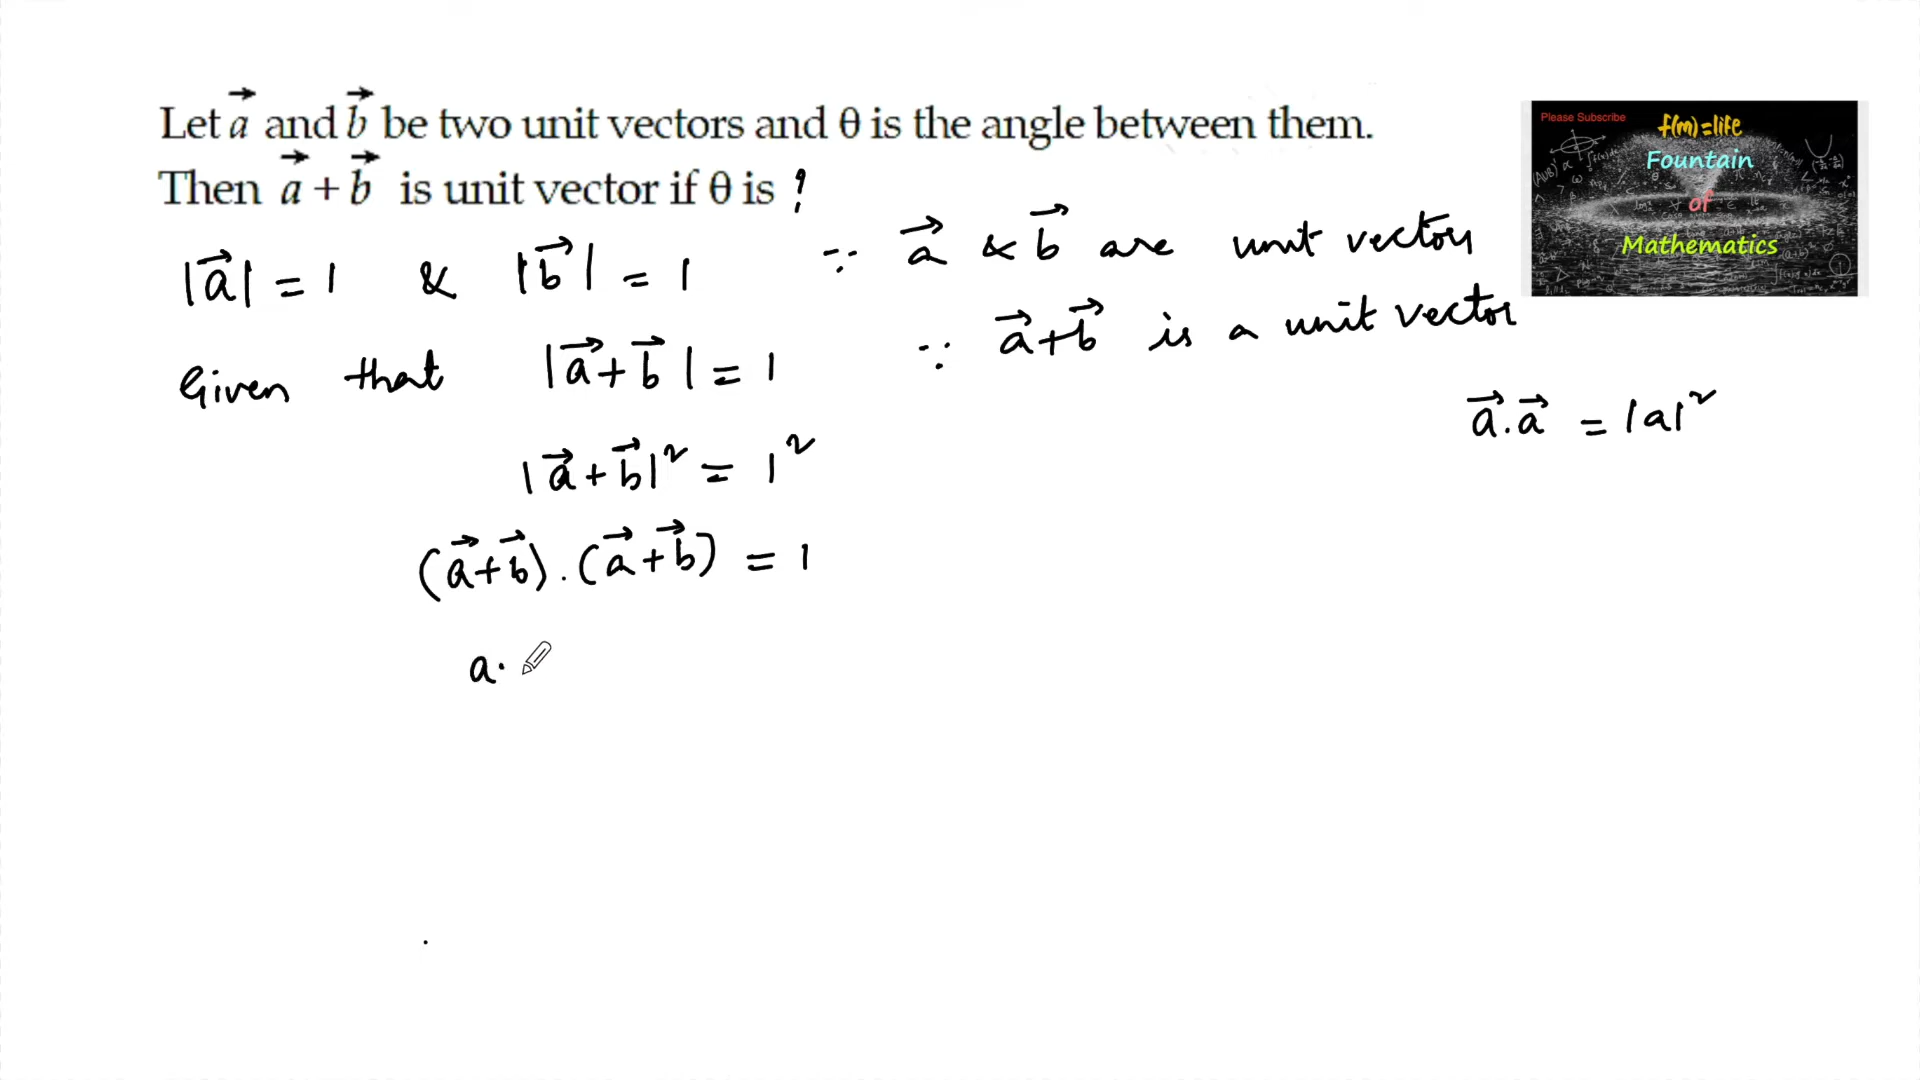 Let a⃗ and b⃗ be two unit vectors and θ is the angle between them.
Then a⃗ + b⃗ is unit vector if θ is ?
|a⃗| = 1 & |b⃗| = 1 ∵ a⃗ & b⃗ are unit vectors
Given that |a⃗+b⃗| = 1 ∵ a⃗+b⃗ is a unit vector
a⃗.a⃗ = |a|²
|a⃗+b⃗|² = 1²
(a⃗+b⃗).(a⃗+b⃗) = 1
a.
Please Subscribe
f(m)=life
Fountain
of
Mathematics